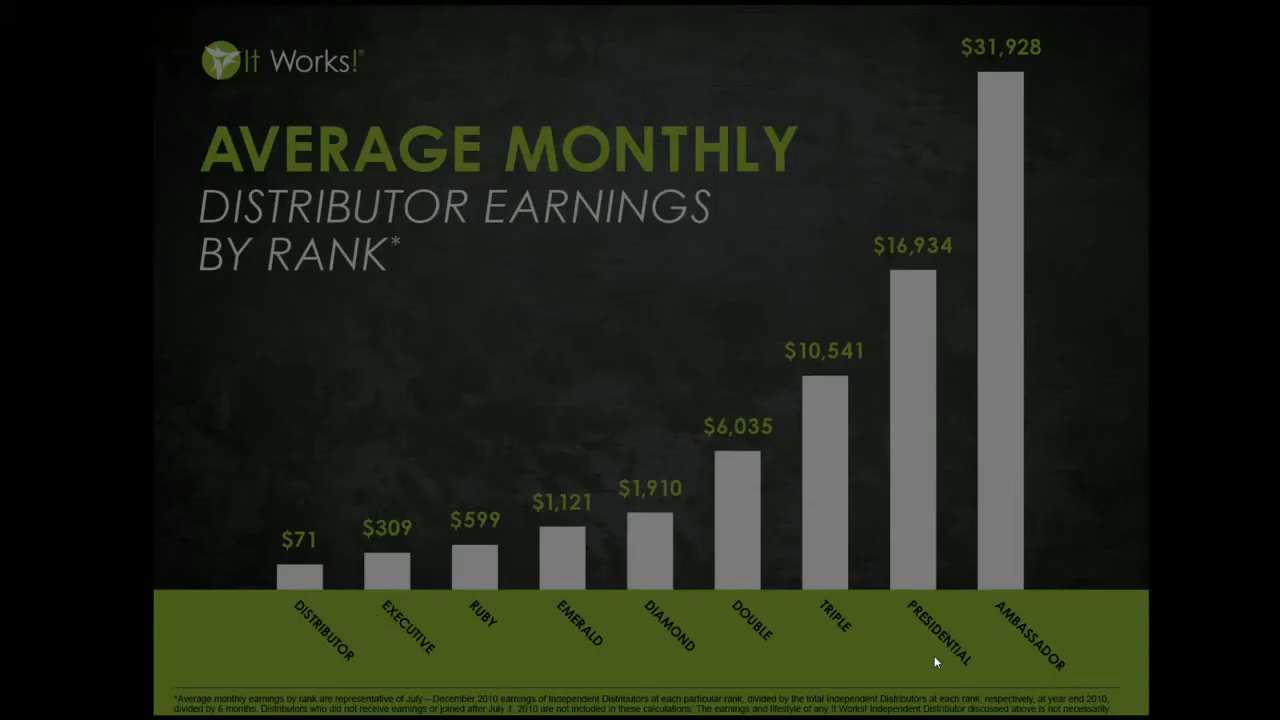 It Works!®
AVERAGE MONTHLY
DISTRIBUTOR EARNINGS
BY RANK*
$71
$309
$599
$1,121
$1,910
$6,035
$10,541
$16,934
$31,928
DISTRIBUTOR
EXECUTIVE
RUBY
EMERALD
DIAMOND
DOUBLE
TRIPLE
PRESIDENTIAL
AMBASSADOR
*Average monthly earnings by rank are representative of July – December 2010 earnings of Independent Distributors at each particular rank, divided by the total Independent Distributors at each rank, respectively, at year end 2010,
divided by 6 months. Distributors who did not receive earnings or joined after July 1, 2010 are not included in these calculations. The earnings and lifestyle of any It Works! Independent Distributor discussed above is not necessarily